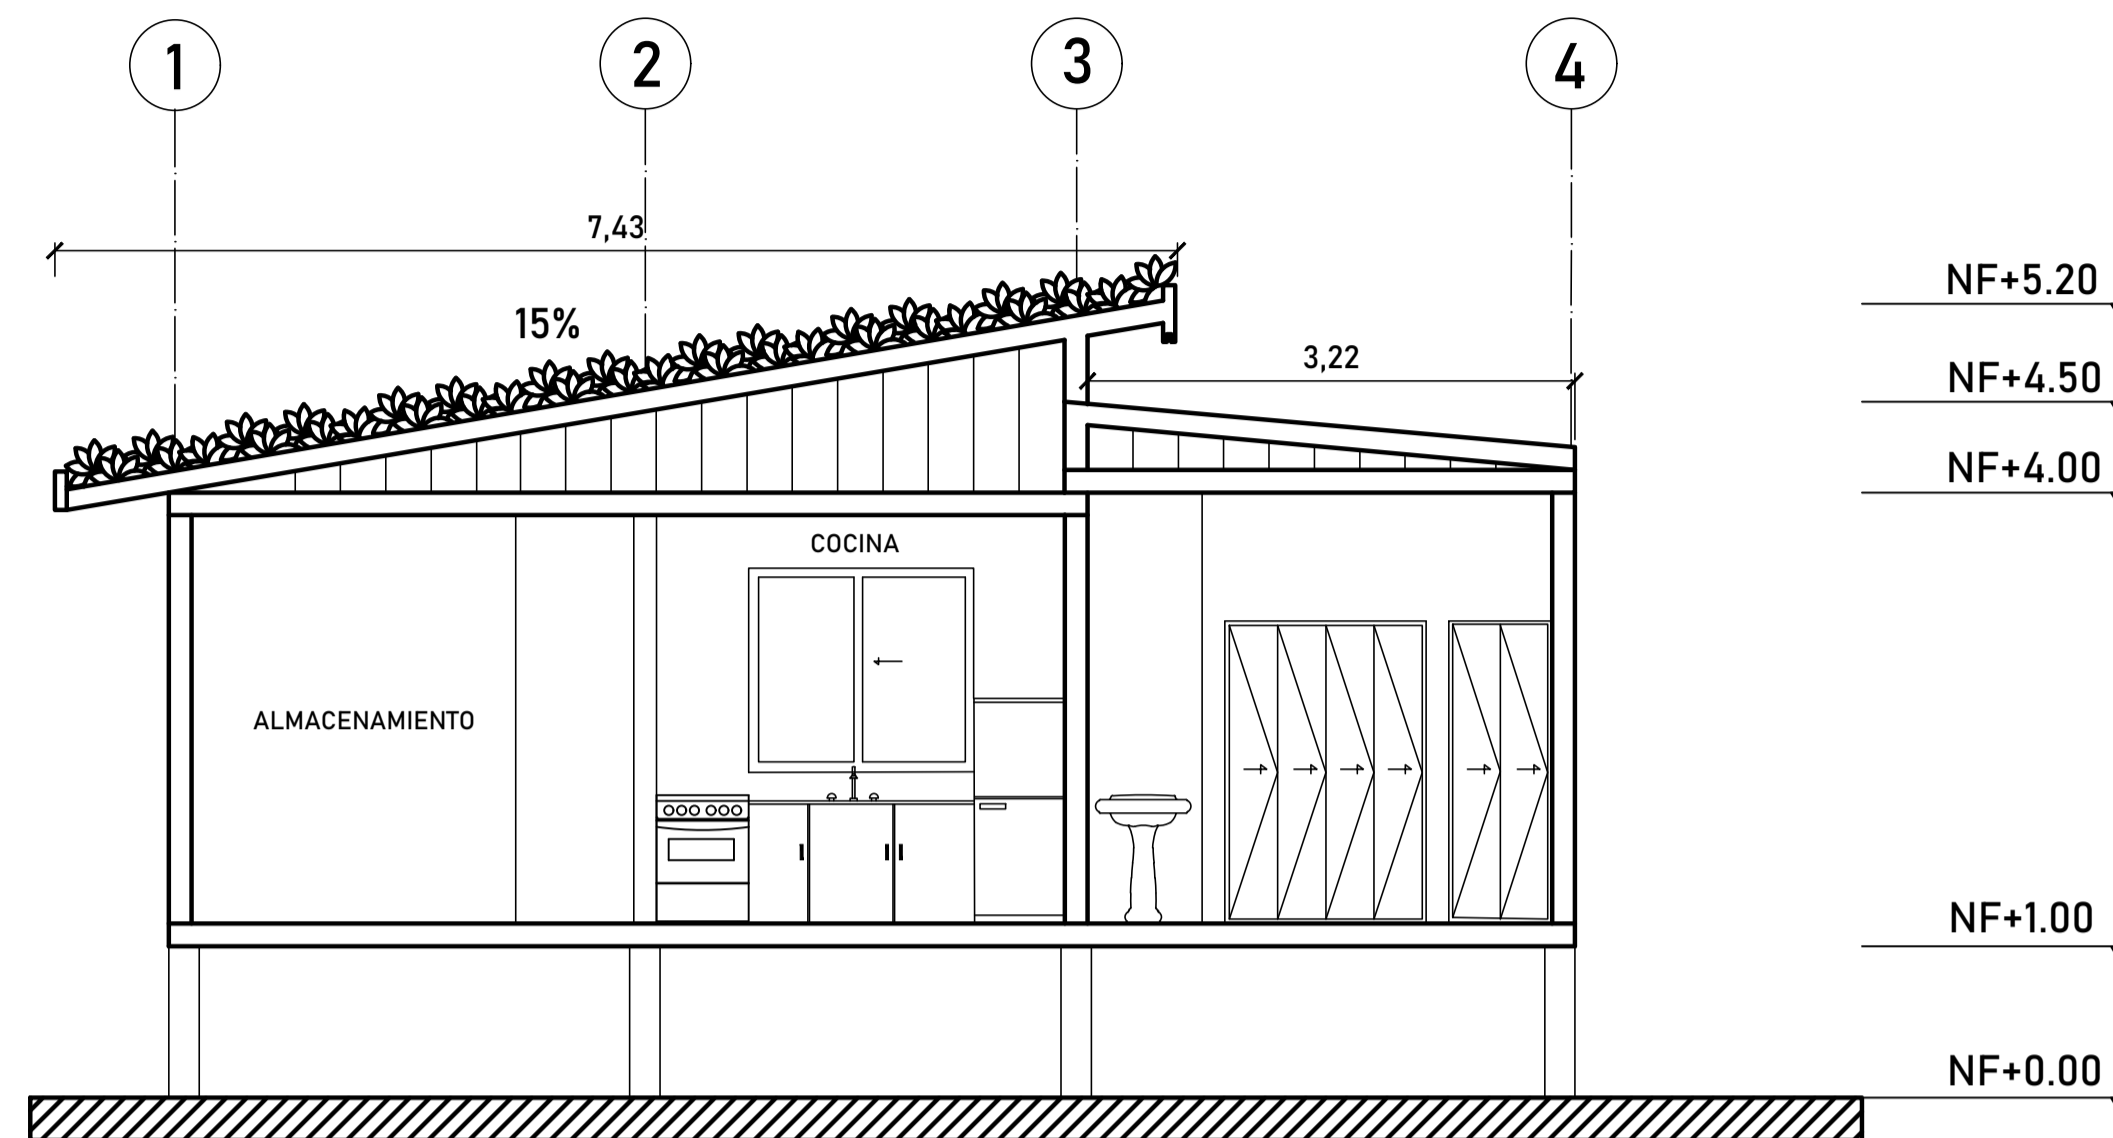 1
2
3
4
7,43
15%
3,22
NF+5.20
NF+4.50
NF+4.00
COCINA
ALMACENAMIENTO
NF+1.00
NF+0.00